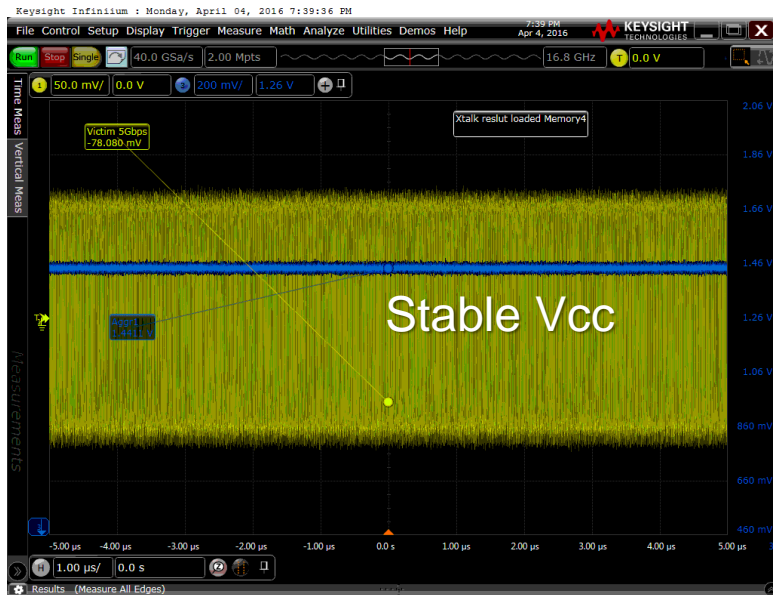 Keysight Infiniium : Monday, April 04, 2016 7:39:36 PM
File Control Setup Display Trigger Measure Math Analyze Utilities Demos Help
7:39 PM
Apr 4, 2016
KEYSIGHT
TECHNOLOGIES
Run Stop Single 40.0 GSa/s 2.00 Mpts 16.8 GHz T 0.0 V
1 50.0 mV/ 0.0 V 200 mV/ 1.26 V
Time Meas
Vertical Meas
Measurements
Victim 5Gbps
-78.080 mV
Xtalk reslut loaded Memory4
Stable Vcc
2.06 V
1.86 V
1.66 V
1.46 V
1.26 V
1.06 V
860 mV
660 mV
460 mV
-5.00 µs -4.00 µs -3.00 µs -2.00 µs -1.00 µs 0.0 s 1.00 µs 2.00 µs 3.00 µs 4.00 µs 5.00 µs
H 1.00 µs/ 0.0 s
Results (Measure All Edges)